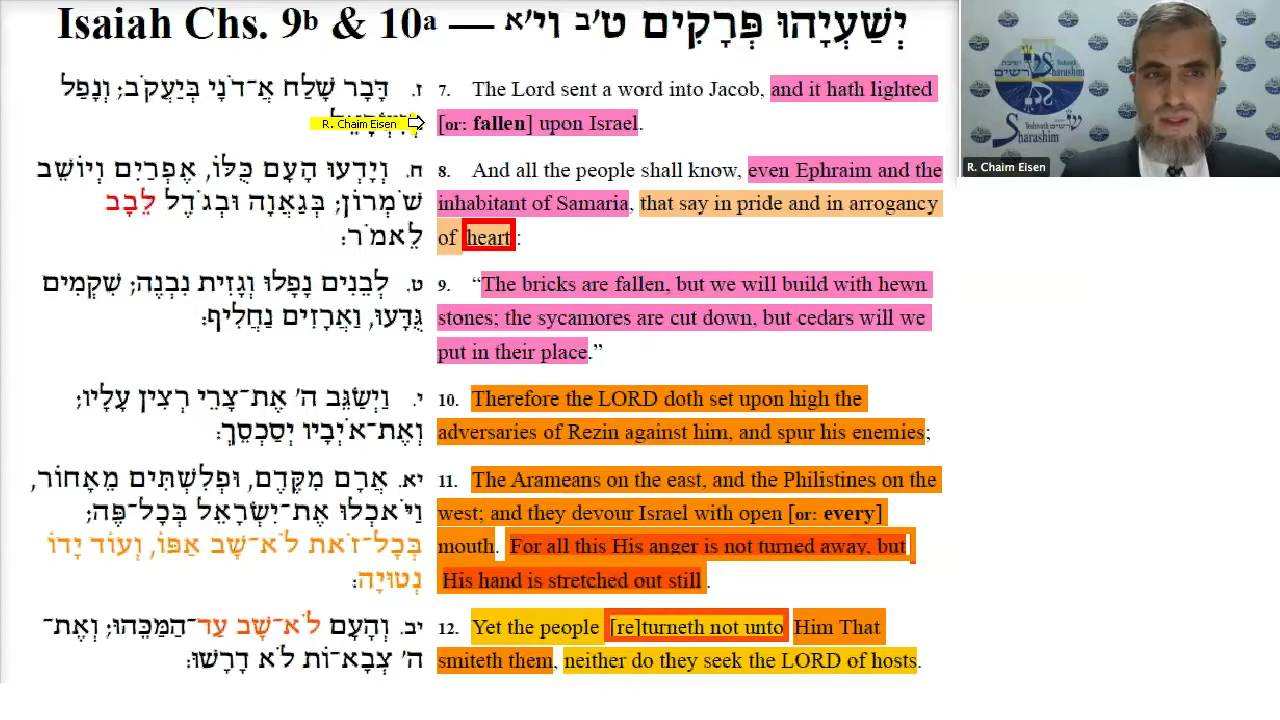 Isaiah Chs. 9b & 10a — יְשַׁעְיָהוּ פְּרָקִים ט'ב וי'א
ז. דָּבָר שָׁלַח אֲ־דֹנָי בְּיַעֲקֹב; וְנָפַל
7. The Lord sent a word into Jacob, and it hath lighted
[or: fallen] upon Israel.
R. Chaim Eisen
ח. וְיָדְעוּ הָעָם כֻּלּוֹ, אֶפְרַיִם וְיוֹשֵׁב
שֹׁמְרוֹן; בְּגַאֲוָה וּבְגֹדֶל לֵבָב
לֵאמֹר:
8. And all the people shall know, even Ephraim and the
inhabitant of Samaria, that say in pride and in arrogancy
of heart:
ט. לְבֵנִים נָפָלוּ וְגָזִית נִבְנֶה; שִׁקְמִים
גֻּדָּעוּ, וַאֲרָזִים נַחֲלִיף:
9. “The bricks are fallen, but we will build with hewn
stones; the sycamores are cut down, but cedars will we
put in their place.”
י. וַיְשַׂגֵּב ה' אֶת־צָרֵי רְצִין עָלָיו;
וְאֶת־אֹיְבָיו יְסַכְסֵךְ:
10. Therefore the LORD doth set upon high the
adversaries of Rezin against him, and spur his enemies;
יא. אֲרָם מִקֶּדֶם, וּפְלִשְׁתִּים מֵאָחוֹר,
וַיֹּאכְלוּ אֶת־יִשְׂרָאֵל בְּכָל־פֶּה;
בְּכָל־זֹאת לֹא־שָׁב אַפּוֹ, וְעוֹד יָדוֹ
נְטוּיָה:
11. The Arameans on the east, and the Philistines on the
west; and they devour Israel with open [or: every]
mouth. For all this His anger is not turned away, but
His hand is stretched out still.
יב. וְהָעָם לֹא־שָׁב עַד־הַמַּכֵּהוּ; וְאֶת־
ה' צְבָא־וֹת לֹא דָרָשׁוּ:
12. Yet the people [re]turneth not unto Him That
smiteth them, neither do they seek the LORD of hosts.
R. Chaim Eisen